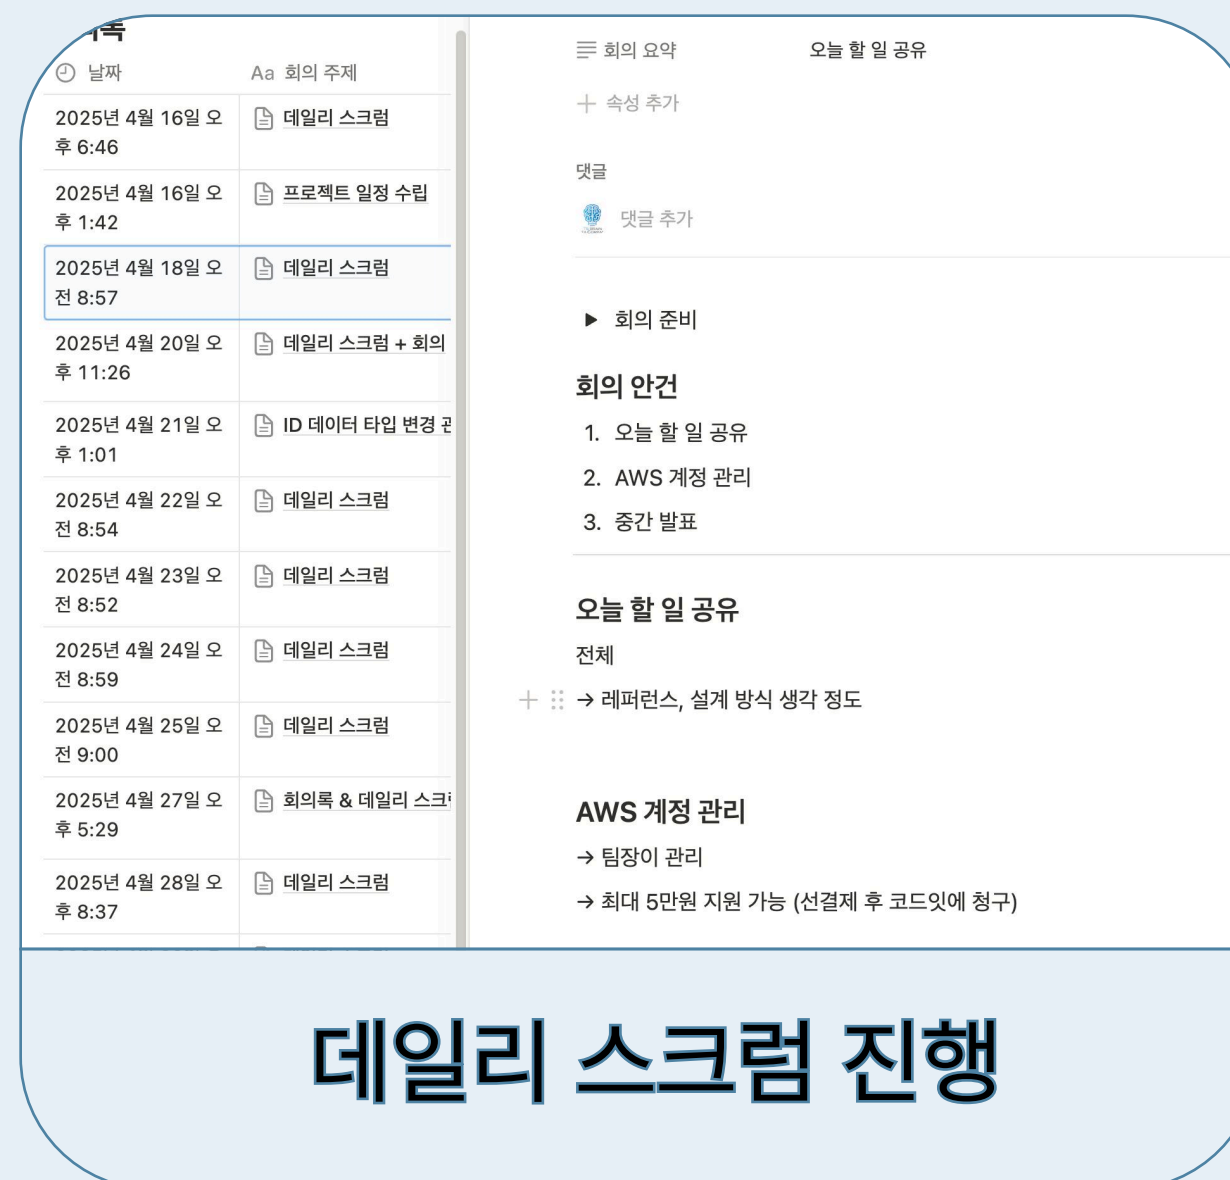 날짜
Aa 회의 주제
2025년 4월 16일 오
후 6:46
데일리 스크럼
2025년 4월 16일 오
후 1:42
프로젝트 일정 수립
2025년 4월 18일 오
전 8:57
데일리 스크럼
2025년 4월 20일 오
후 11:26
데일리 스크럼 + 회의
2025년 4월 21일 오
후 1:01
ID 데이터 타입 변경 관
2025년 4월 22일 오
전 8:54
데일리 스크럼
2025년 4월 23일 오
전 8:52
데일리 스크럼
2025년 4월 24일 오
전 8:59
데일리 스크럼
2025년 4월 25일 오
전 9:00
데일리 스크럼
2025년 4월 27일 오
후 5:29
회의록 & 데일리 스크럼
2025년 4월 28일 오
후 8:37
데일리 스크럼
회의 요약
오늘 할 일 공유
+ 속성 추가
댓글
댓글 추가
▶ 회의 준비
회의 안건
1. 오늘 할 일 공유
2. AWS 계정 관리
3. 중간 발표
오늘 할 일 공유
전체
→ 레퍼런스, 설계 방식 생각 정도
AWS 계정 관리
→ 팀장이 관리
→ 최대 5만원 지원 가능 (선결제 후 코드잇에 청구)
데일리 스크럼 진행